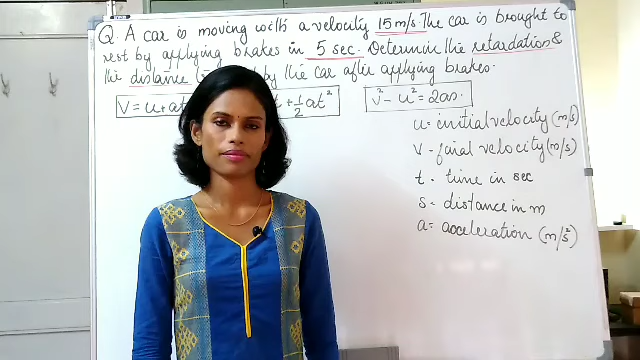 Q. A car is moving with a velocity 15 m/s. The car is brought to
rest by applying brakes in 5 sec. Determine the retardation &
the distance by the car after applying brakes.
V = u+at + 1/2 at² v² - u² = 2as.
u = initial velocity (m/s)
v - final velocity (m/s)
t - time in sec
s - distance in m
a = acceleration (m/s²)